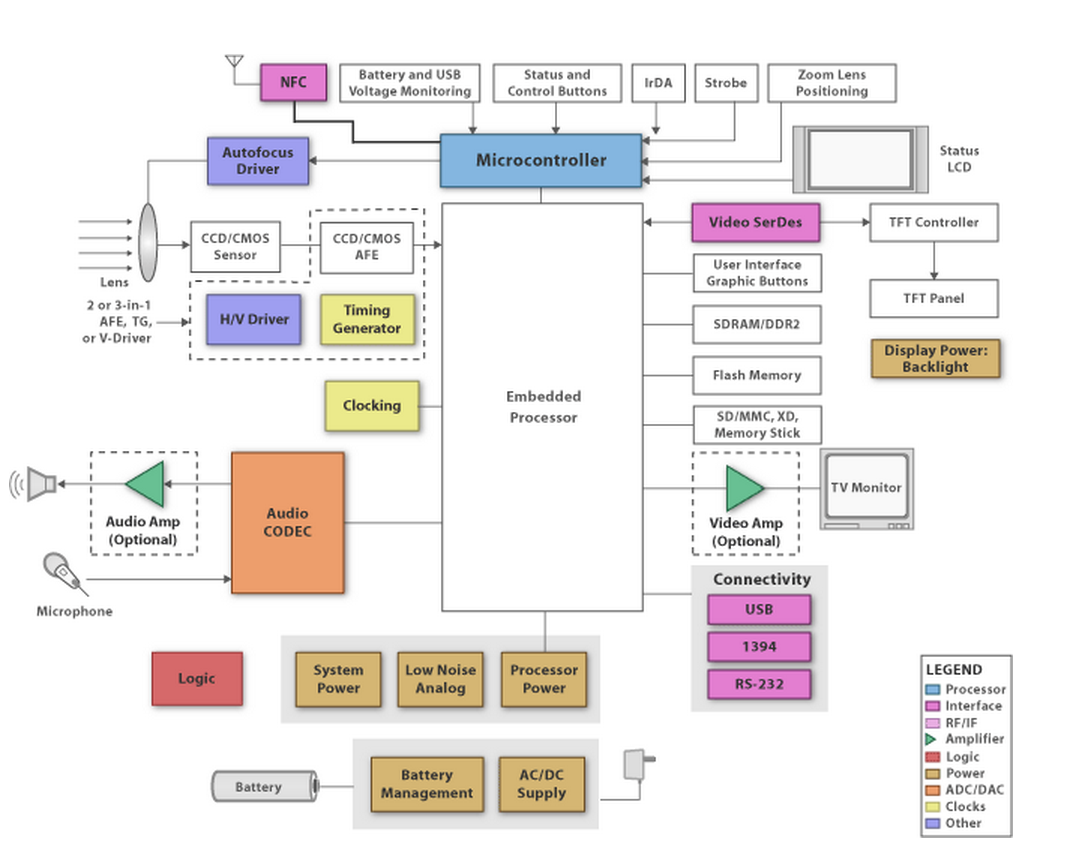 NFC
Battery and USB
Voltage Monitoring
Status and
Control Buttons
IrDA
Strobe
Zoom Lens
Positioning
Autofocus
Driver
Microcontroller
Status
LCD
CCD/CMOS
Sensor
CCD/CMOS
AFE
Video SerDes
TFT Controller
Lens
2 or 3-in-1
AFE, TG,
or V-Driver
H/V Driver
Timing
Generator
User Interface
Graphic Buttons
TFT Panel
SDRAM/DDR2
Display Power:
Backlight
Flash Memory
Clocking
Embedded
Processor
SD/MMC, XD,
Memory Stick
Audio Amp
(Optional)
Audio
CODEC
Video Amp
(Optional)
TV Monitor
Microphone
Connectivity
USB
1394
RS-232
Logic
System
Power
Low Noise
Analog
Processor
Power
Battery
Battery
Management
AC/DC
Supply
LEGEND
Processor
Interface
RF/IF
Amplifier
Logic
Power
ADC/DAC
Clocks
Other